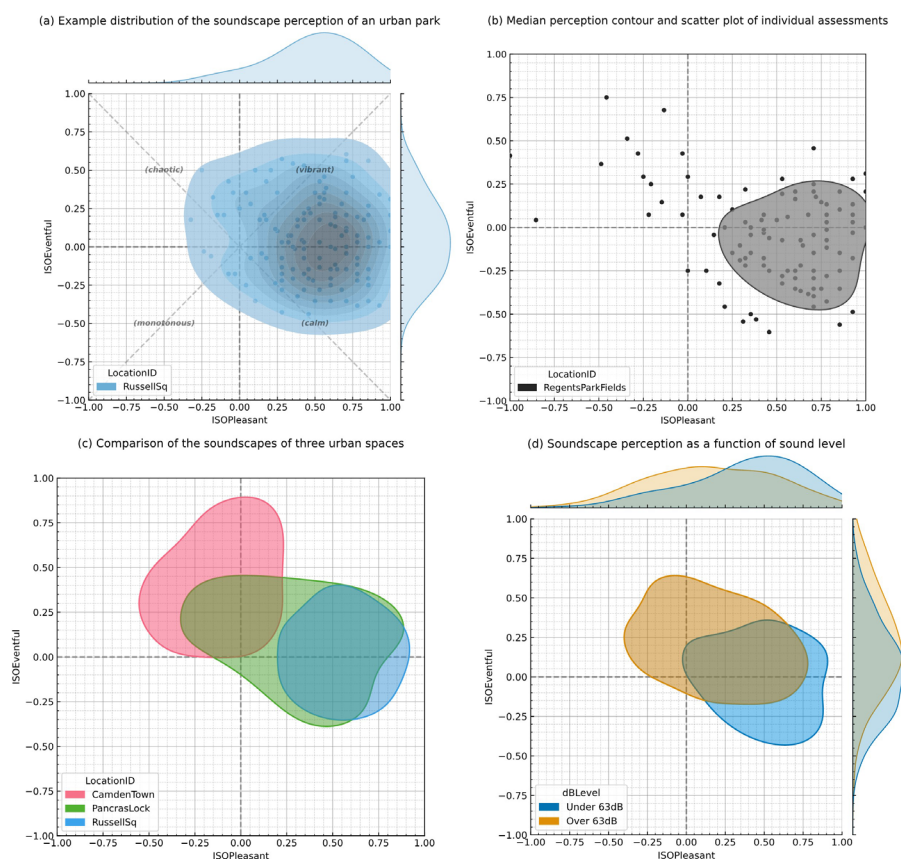 (a) Example distribution of the soundscape perception of an urban park
1.00
0.75
0.50
0.25
0.00
−0.25
−0.50
−0.75
−1.00
ISOEventful
(chaotic)
(vibrant)
(monotonous)
(calm)
LocationID
RussellSq
−1.00 −0.75 −0.50 −0.25 0.00 0.25 0.50 0.75 1.00
ISOPleasant
(b) Median perception contour and scatter plot of individual assessments
1.00
0.75
0.50
0.25
0.00
−0.25
−0.50
−0.75
−1.00
ISOEventful
LocationID
RegentsParkFields
−1.00 −0.75 −0.50 −0.25 0.00 0.25 0.50 0.75 1.00
ISOPleasant
(c) Comparison of the soundscapes of three urban spaces
1.00
0.75
0.50
0.25
0.00
−0.25
−0.50
−0.75
−1.00
ISOEventful
LocationID
CamdenTown
PancrasLock
RussellSq
−1.00 −0.75 −0.50 −0.25 0.00 0.25 0.50 0.75 1.00
ISOPleasant
(d) Soundscape perception as a function of sound level
1.00
0.75
0.50
0.25
0.00
−0.25
−0.50
−0.75
−1.00
ISOEventful
dBLevel
Under 63dB
Over 63dB
−1.00 −0.75 −0.50 −0.25 0.00 0.25 0.50 0.75 1.00
ISOPleasant